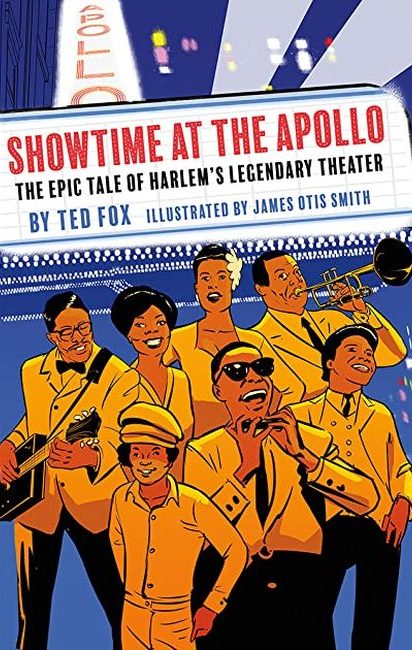 APOLLO
SHOWTIME AT THE APOLLO
THE EPIC TALE OF HARLEM'S LEGENDARY THEATER
BY TED FOX ILLUSTRATED BY JAMES OTIS SMITH